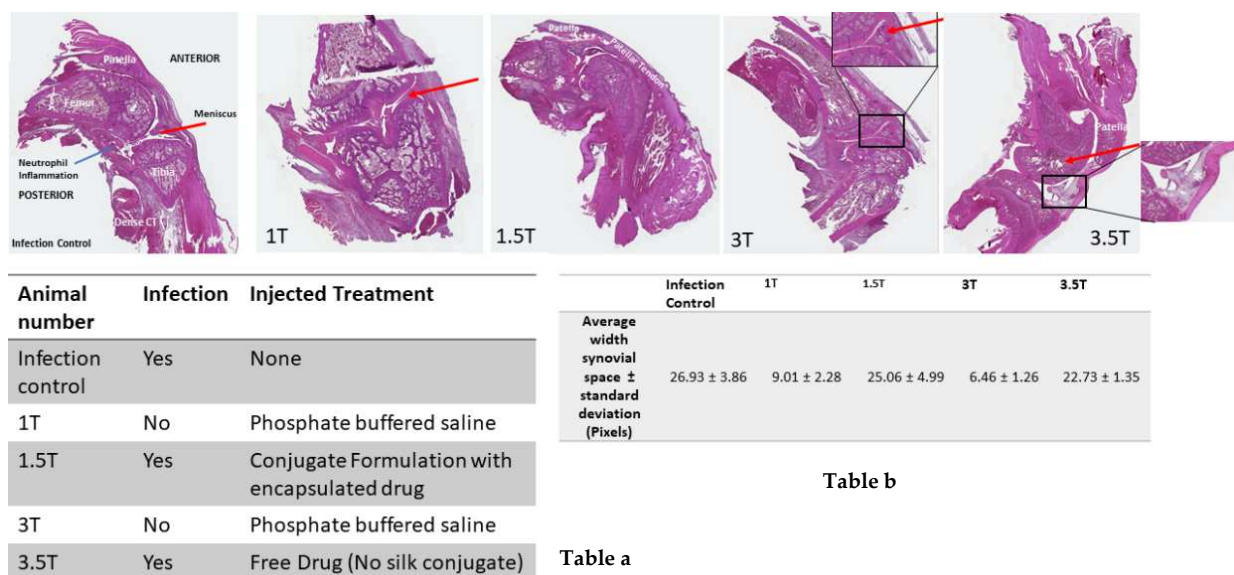 Pinella
ANTERIOR
Femur
Meniscus
Neutrophil
Inflammation
Tibia
POSTERIOR
Dense CT
Infection Control
1T
Patella
Patellar Tendon
1.5T
3T
Patella
3.5T
Animal number Infection Injected Treatment
Infection control Yes None
1T No Phosphate buffered saline
1.5T Yes Conjugate Formulation with encapsulated drug
3T No Phosphate buffered saline
3.5T Yes Free Drug (No silk conjugate)
Table a
Infection Control 1T 1.5T 3T 3.5T
Average width synovial space ± standard deviation (Pixels) 26.93 ± 3.86 9.01 ± 2.28 25.06 ± 4.99 6.46 ± 1.26 22.73 ± 1.35
Table b